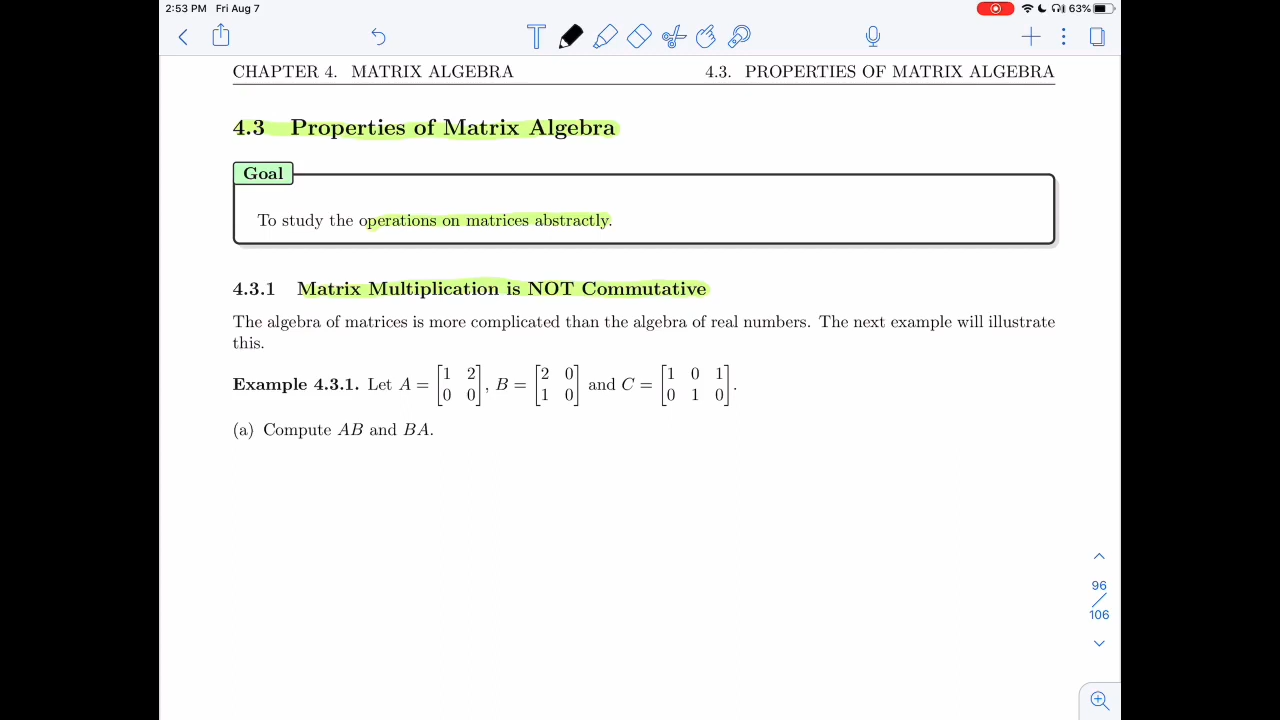 2:53 PM Fri Aug 7
63%
CHAPTER 4. MATRIX ALGEBRA 4.3. PROPERTIES OF MATRIX ALGEBRA
4.3 Properties of Matrix Algebra
Goal
To study the operations on matrices abstractly.
4.3.1 Matrix Multiplication is NOT Commutative
The algebra of matrices is more complicated than the algebra of real numbers. The next example will illustrate
this.
Example 4.3.1. Let A = [1 2; 0 0], B = [2 0; 1 0] and C = [1 0 1; 0 1 0].
(a) Compute AB and BA.
96
106